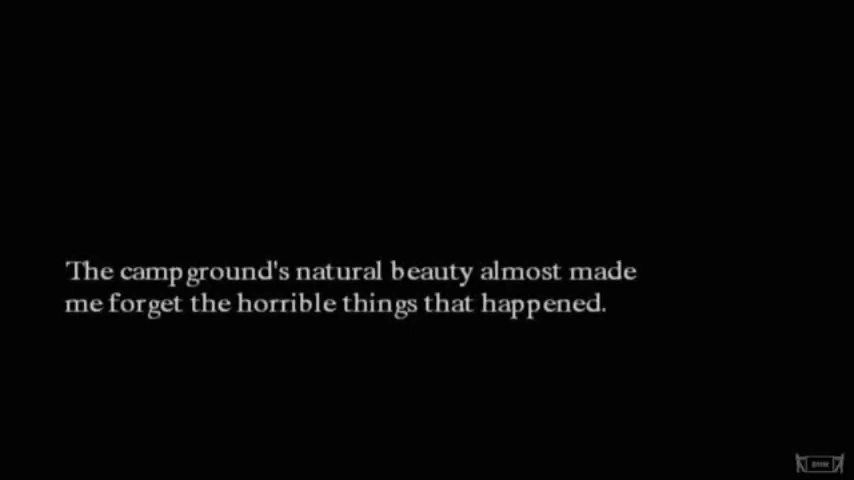 The campground's natural beauty almost made
me forget the horrible things that happened.